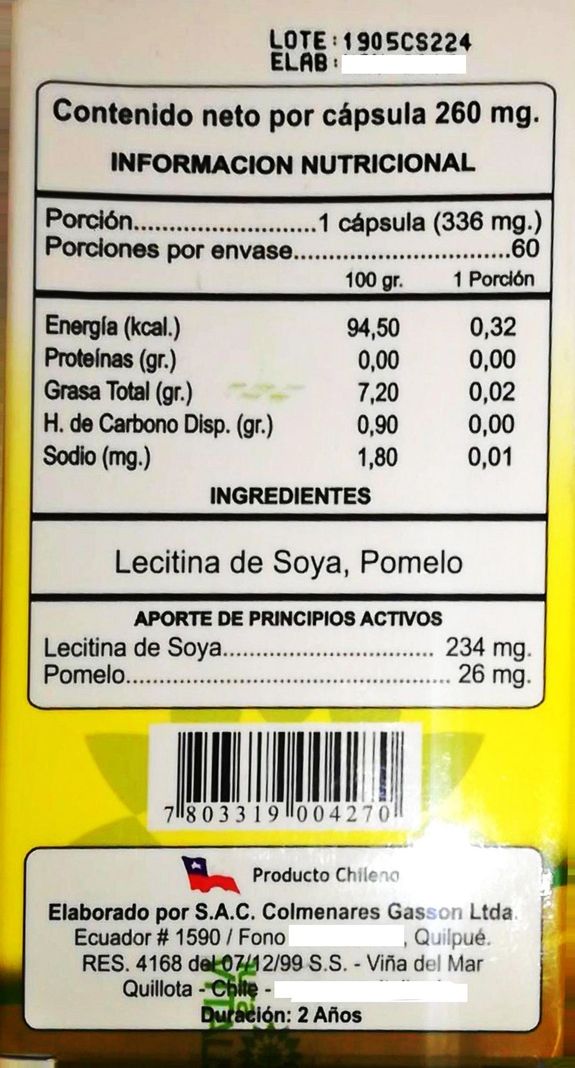 LOTE : 1905CS224
ELAB :
Contenido neto por cápsula 260 mg.
INFORMACION NUTRICIONAL
Porción............................1 cápsula (336 mg.)
Porciones por envase.................................60
100 gr. 1 Porción
Energía (kcal.) 94,50 0,32
Proteínas (gr.) 0,00 0,00
Grasa Total (gr.) 7,20 0,02
H. de Carbono Disp. (gr.) 0,90 0,00
Sodio (mg.) 1,80 0,01
INGREDIENTES
Lecitina de Soya, Pomelo
APORTE DE PRINCIPIOS ACTIVOS
Lecitina de Soya................................ 234 mg.
Pomelo.................................................. 26 mg.
7 803319 004270
Producto Chileno
Elaborado por S.A.C. Colmenares Gasson Ltda.
Ecuador # 1590 / Fono , Quilpué.
RES. 4168 del 07/12/99 S.S. - Viña del Mar
Quillota - Chile -
Duración: 2 Años